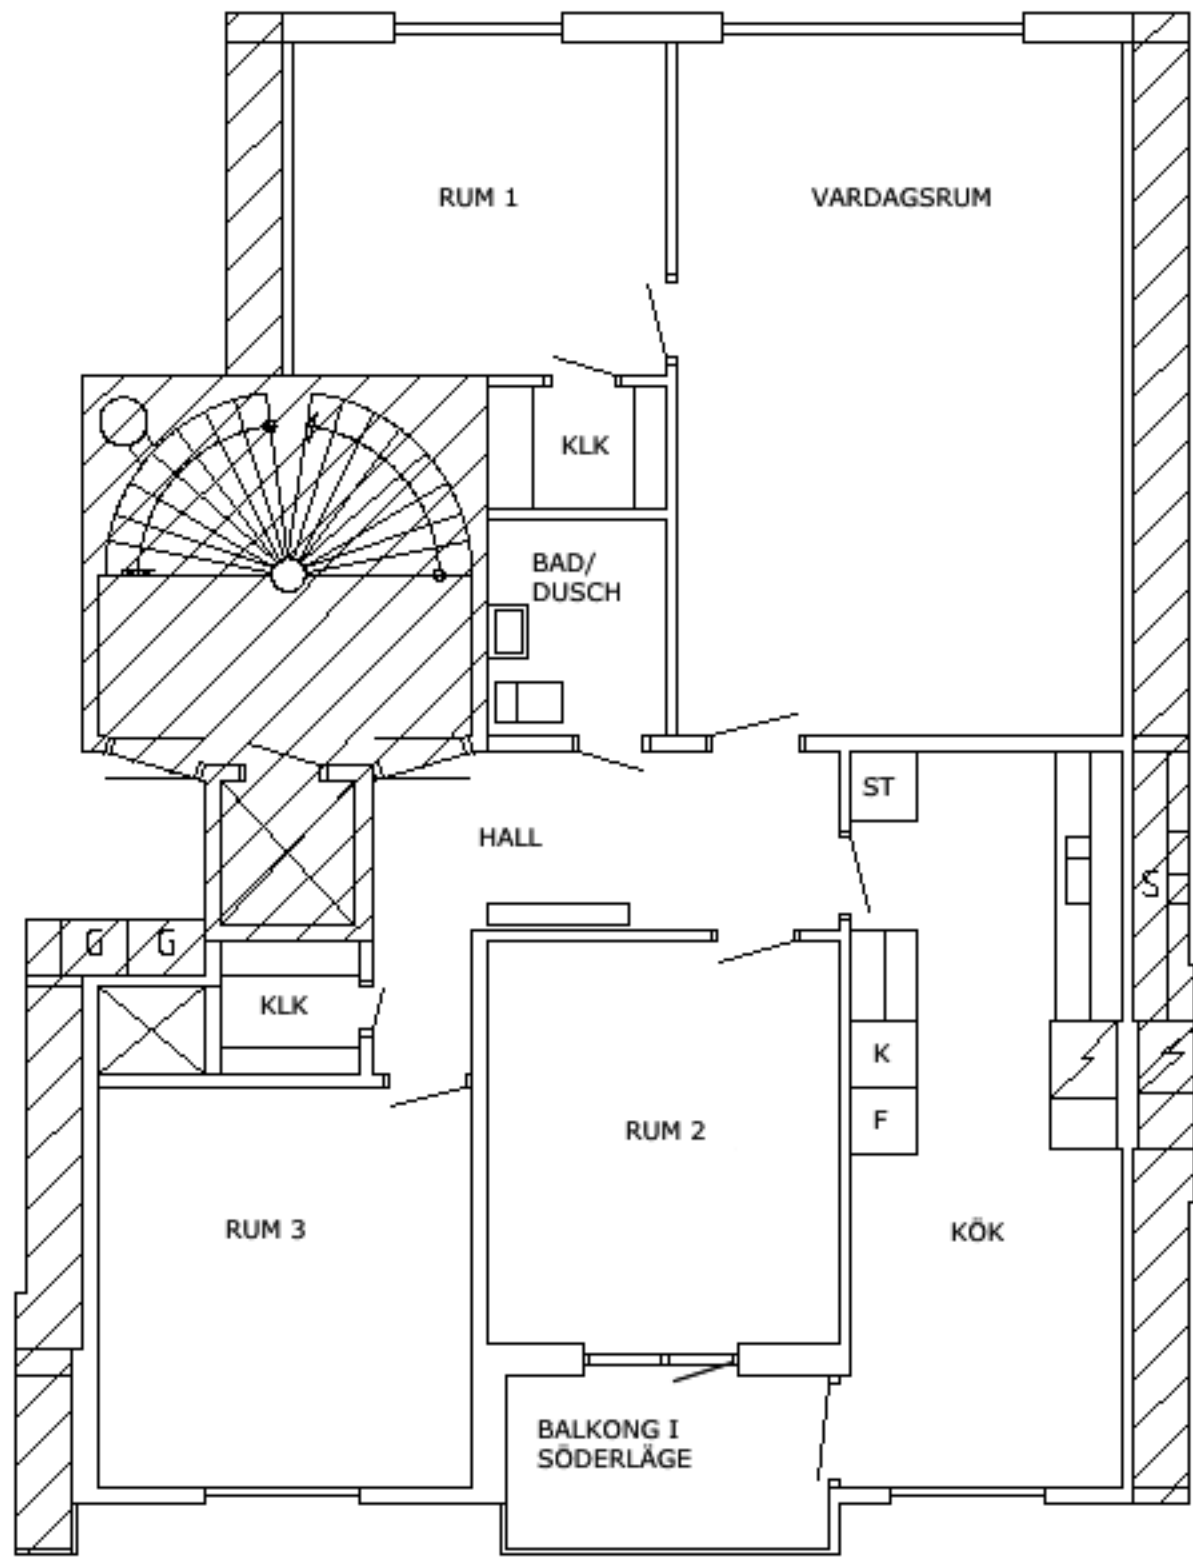 RUM 1
VARDAGSRUM
KLK
BAD/
DUSCH
ST
HALL
S
G G
KLK
K
F
RUM 2
RUM 3
KÖK
BALKONG I
SÖDERLÄGE